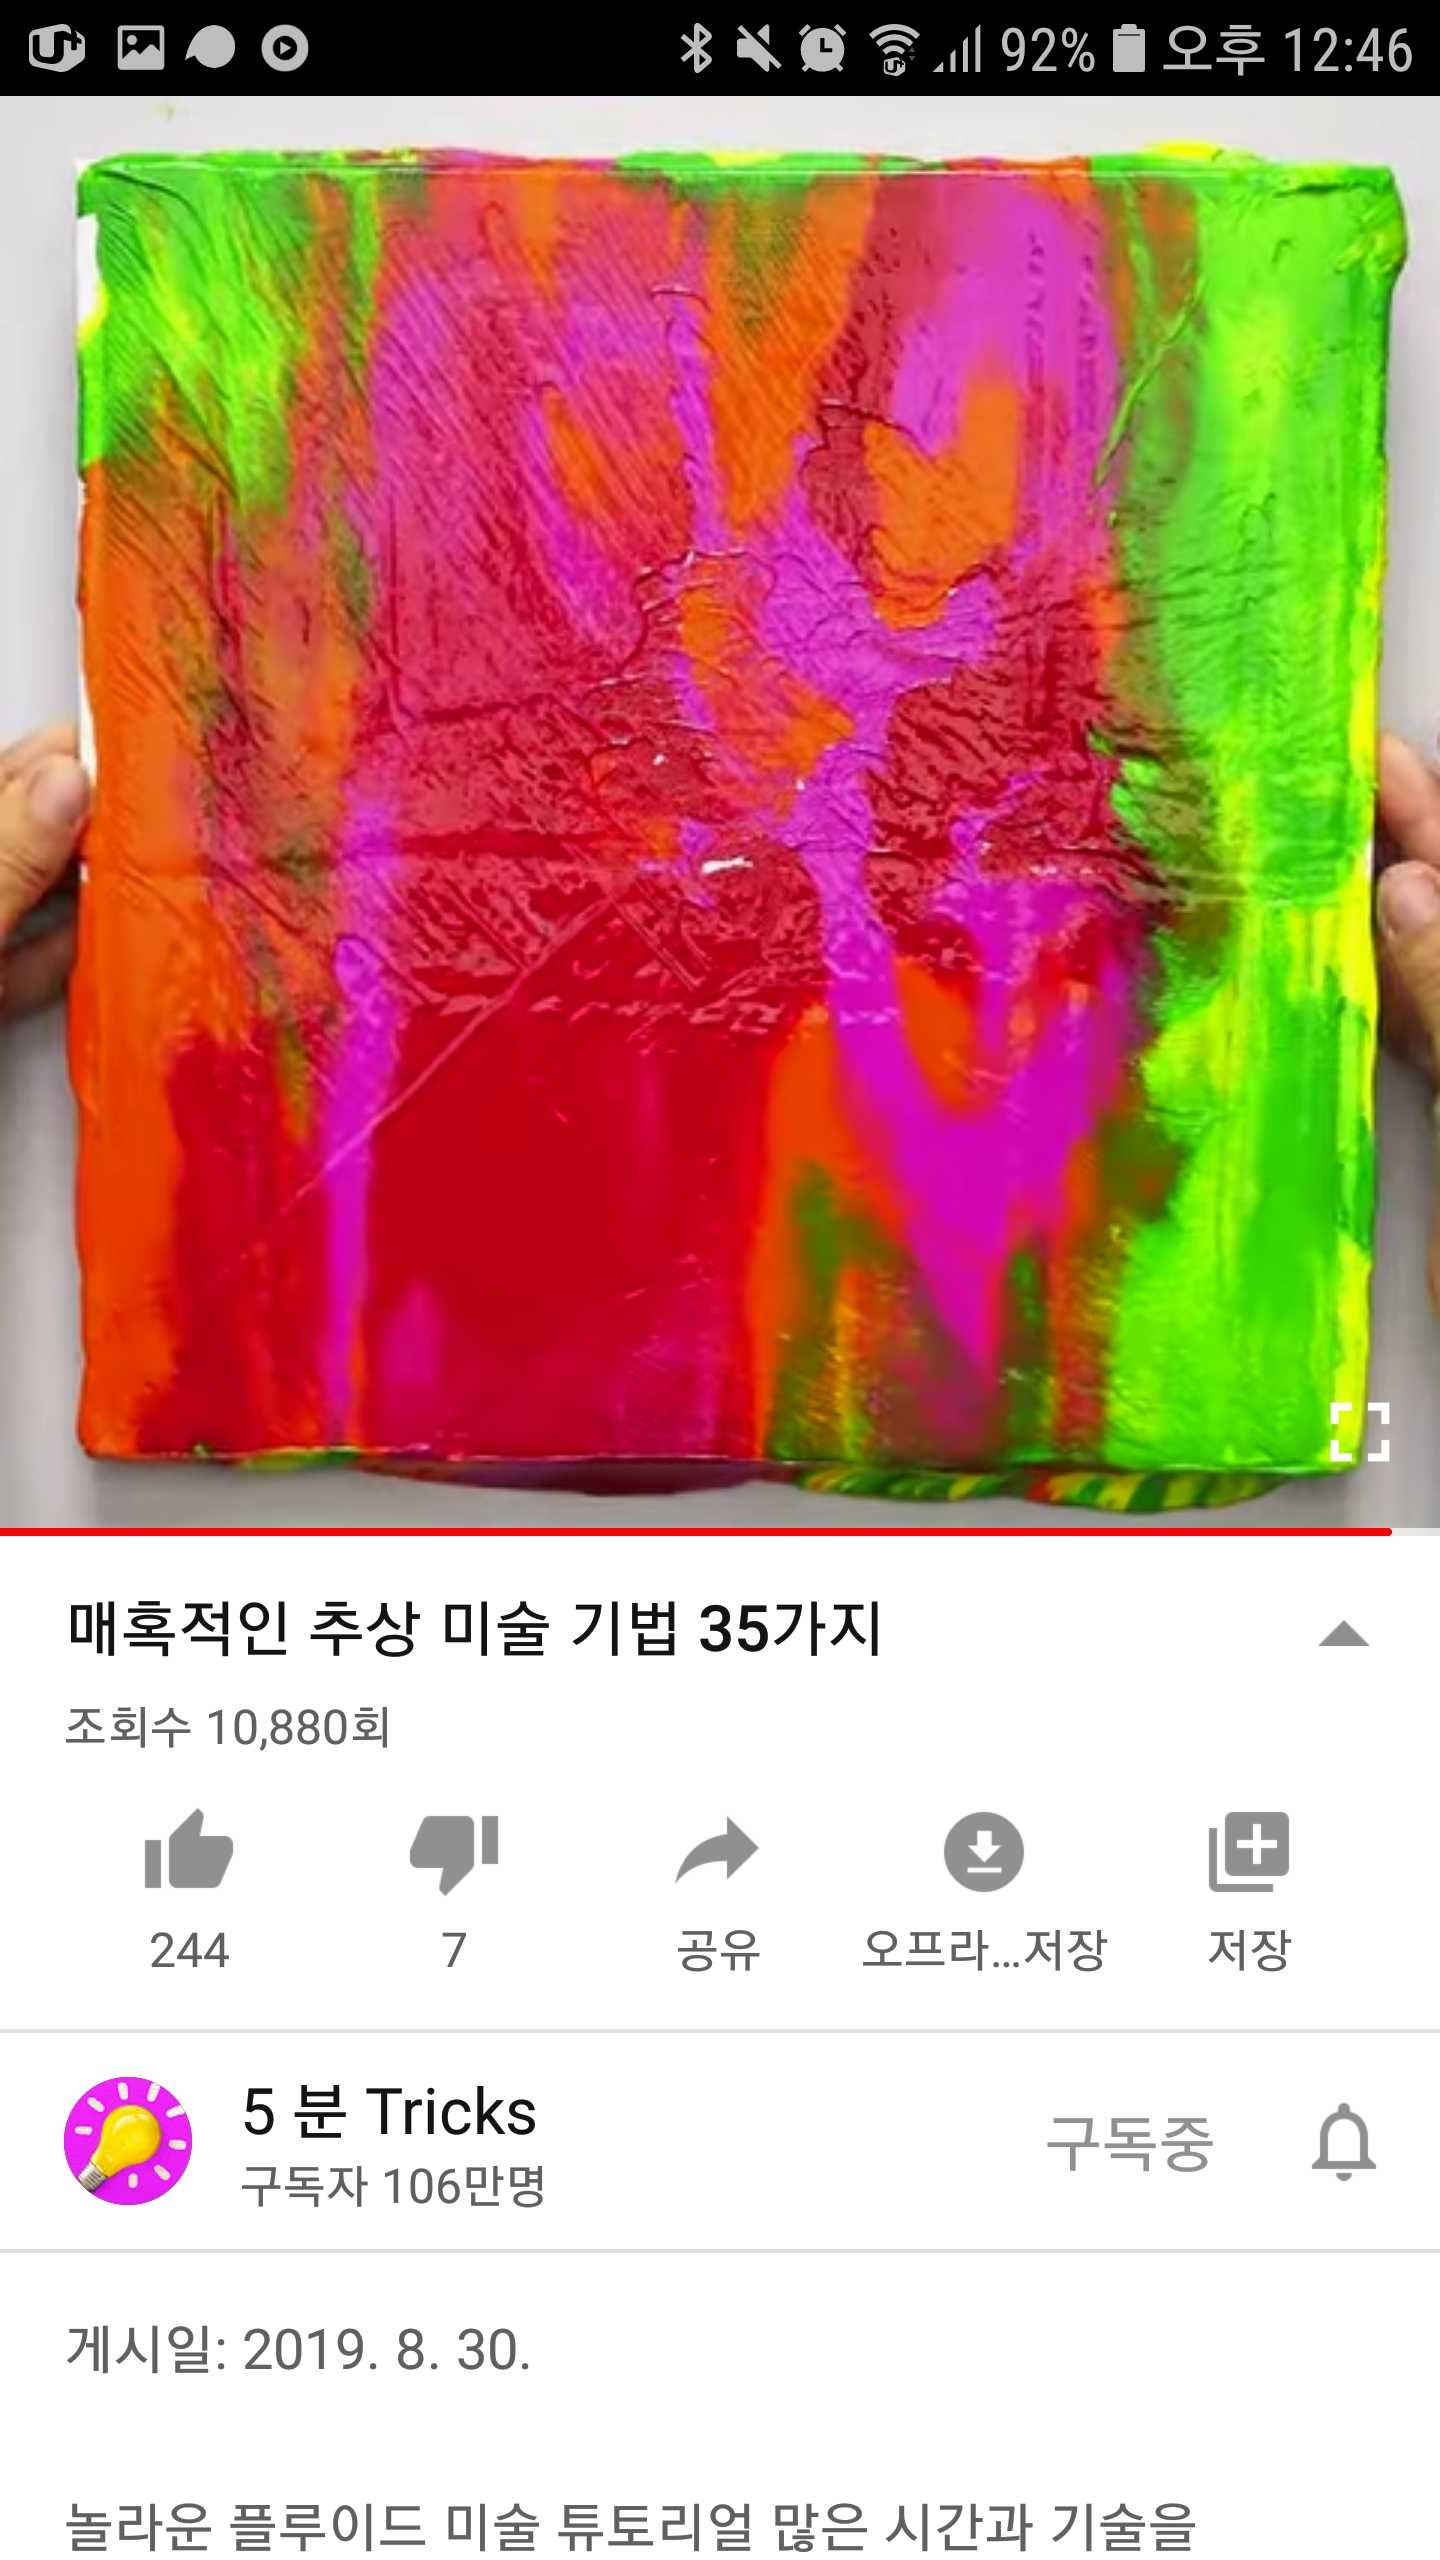 U+ 92% 오후 12:46
매혹적인 추상 미술 기법 35가지
조회수 10,880회
244 7 공유 오프라...저장 저장
5 분 Tricks
구독자 106만명
구독중
게시일: 2019. 8. 30.
놀라운 플루이드 미술 튜토리얼 많은 시간과 기술을